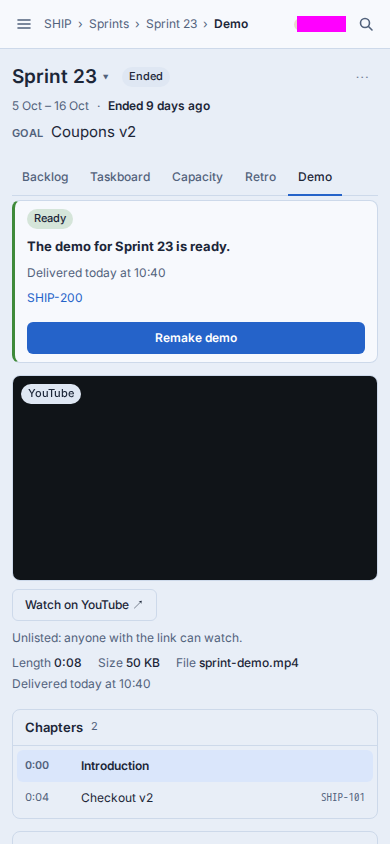 SHIP › Sprints › Sprint 23 › Demo
Sprint 23 ▾ Ended ...
5 Oct – 16 Oct · Ended 9 days ago
GOAL Coupons v2
Backlog Taskboard Capacity Retro Demo
Ready
The demo for Sprint 23 is ready.
Delivered today at 10:40
SHIP-200
Remake demo
YouTube
Watch on YouTube ↗
Unlisted: anyone with the link can watch.
Length 0:08 Size 50 KB File sprint-demo.mp4
Delivered today at 10:40
Chapters 2
0:00 Introduction
0:04 Checkout v2 SHIP-101